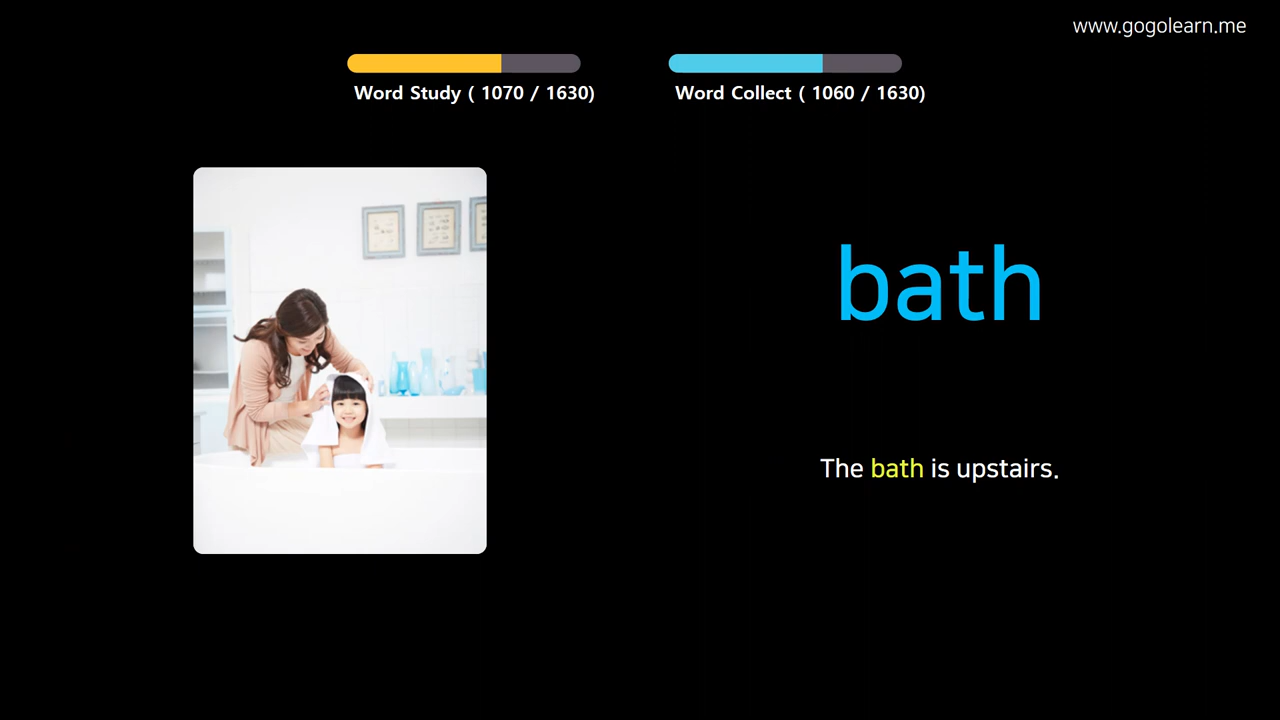 www.gogolearn.me
Word Study ( 1070 / 1630)
Word Collect ( 1060 / 1630)
bath
The bath is upstairs.